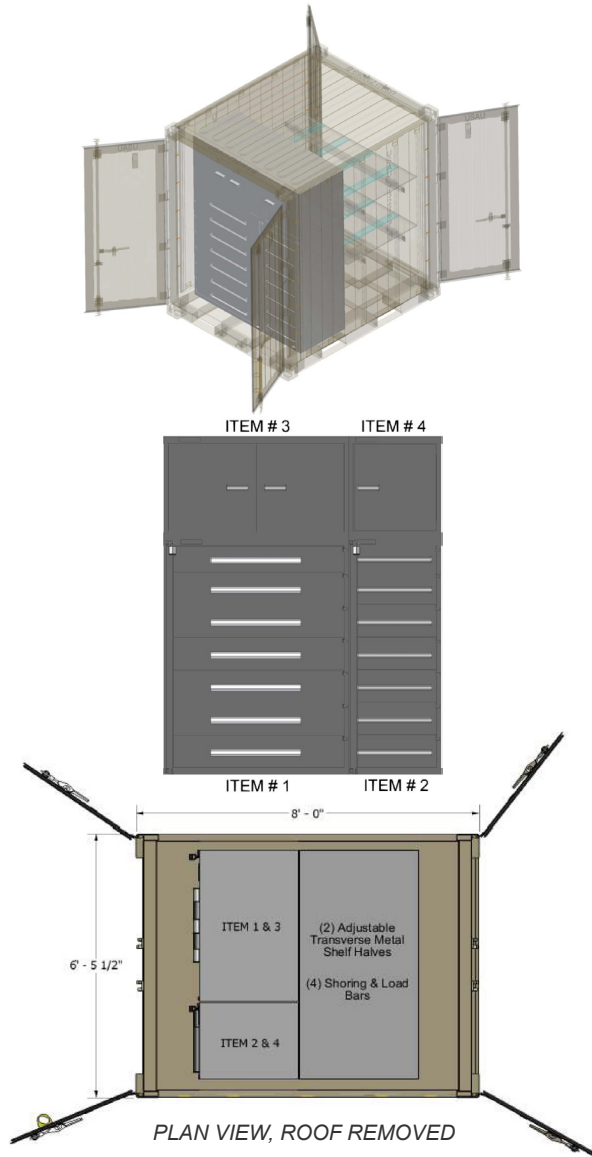 ITEM # 3 ITEM # 4
ITEM # 1 ITEM # 2
8' - 0"
6' - 5 1/2"
ITEM 1 & 3
(2) Adjustable
Transverse Metal
Shelf Halves
(4) Shoring & Load
Bars
ITEM 2 & 4
PLAN VIEW, ROOF REMOVED